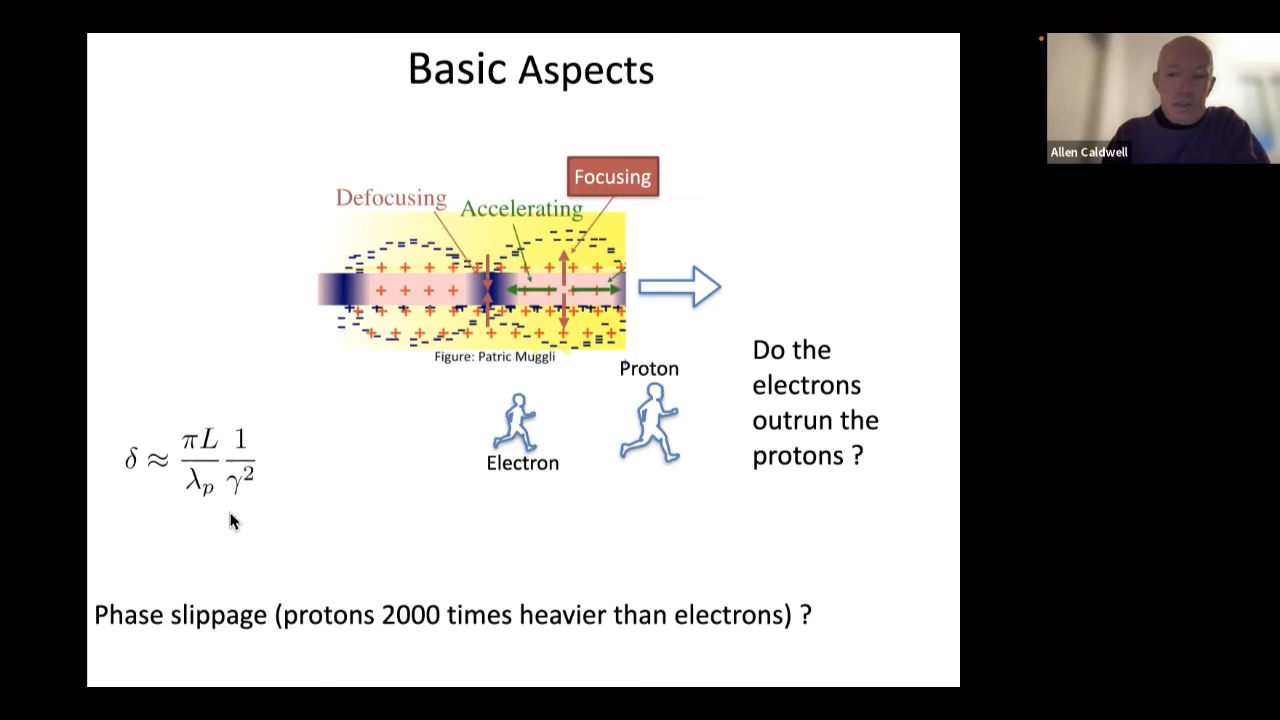 Basic Aspects
Allen Caldwell
Focusing
Defocusing
Accelerating
Figure: Patric Muggli
Proton
Electron
Do the
electrons
outrun the
protons ?
δ ≈ πL/λ_p 1/γ²
Phase slippage (protons 2000 times heavier than electrons) ?